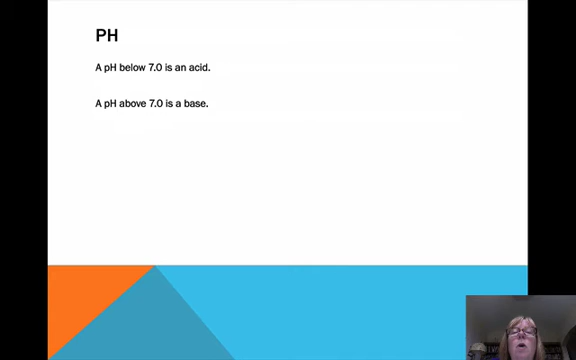 PH
A pH below 7.0 is an acid.
A pH above 7.0 is a base.